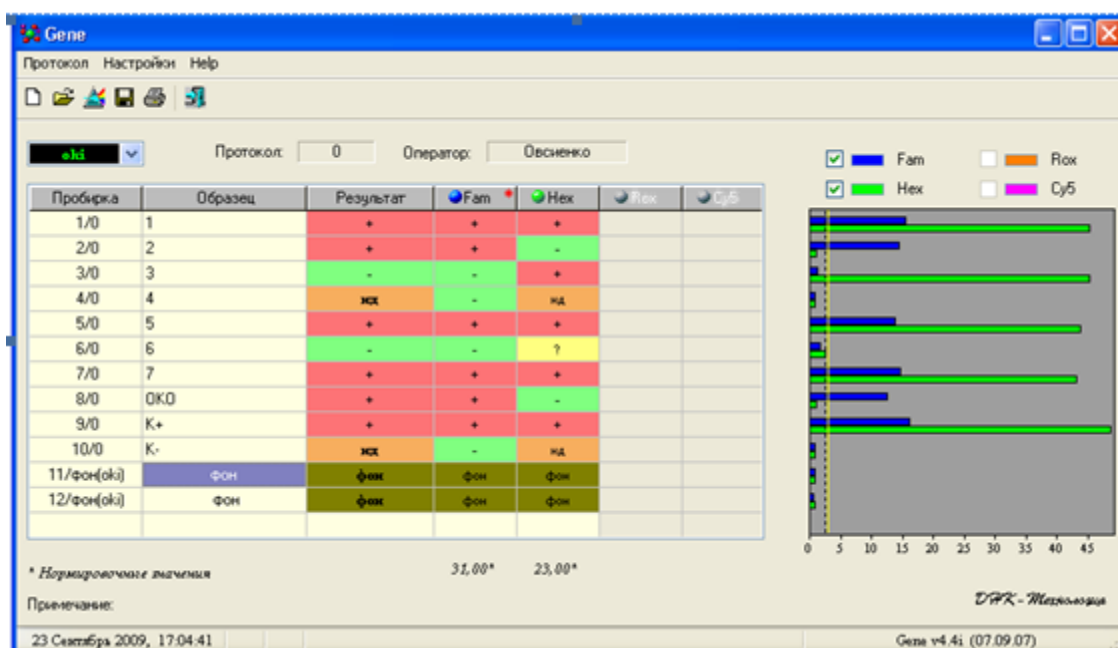 Gene
Протокол Настройки Help
oki Протокол: 0 Оператор: Овсиенко
Fam Rox
Hex Cy5
Пробирка Образец Результат Fam * Hex Rox Cy5
1/0 1 + + +
2/0 2 + + -
3/0 3 - - +
4/0 4 нд - нд
5/0 5 + + +
6/0 6 - - ?
7/0 7 + + +
8/0 ОКО + + -
9/0 К+ + + +
10/0 К- нд - нд
11/фон(oki) фон фон фон фон
12/фон(oki) фон фон фон фон
0 5 10 15 20 25 30 35 40 45
* Нормировочные значения 31,00* 23,00*
ДНК-Технология
Примечание:
23 Сентябрь 2009, 17:04:41 Gene v4.4i (07.09.07)